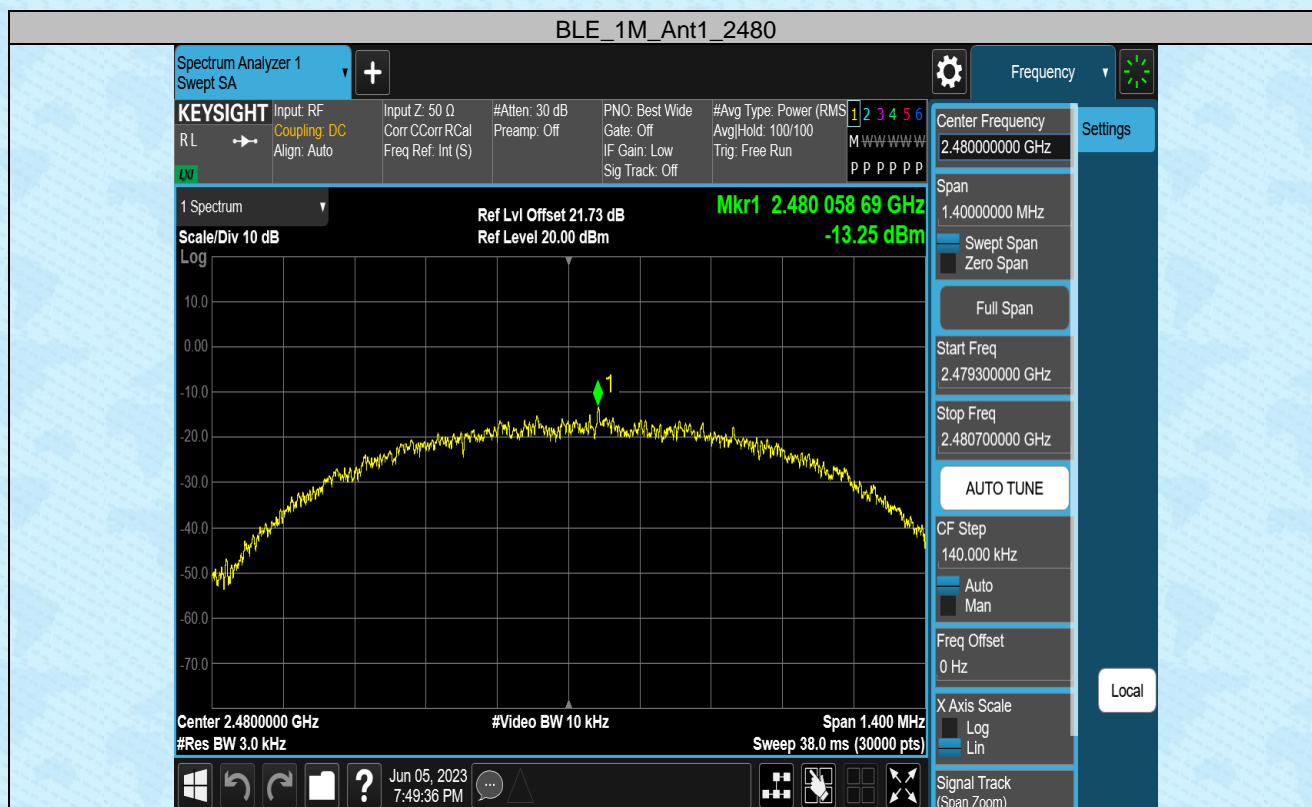 BLE_1M_Ant1_2480
Spectrum Analyzer 1
Swept SA
+
Frequency
KEYSIGHT
R L
LXI
Input: RF
Coupling: DC
Align: Auto
Input Z: 50 Ω
Corr CCorr RCal
Freq Ref: Int (S)
#Atten: 30 dB
Preamp: Off
PNO: Best Wide
Gate: Off
IF Gain: Low
Sig Track: Off
#Avg Type: Power (RMS
Avg|Hold: 100/100
Trig: Free Run
1 2 3 4 5 6
M W W W W W
P P P P P P
Center Frequency
2.480000000 GHz
Settings
Span
1.40000000 MHz
Swept Span
Zero Span
Full Span
Start Freq
2.479300000 GHz
Stop Freq
2.480700000 GHz
AUTO TUNE
CF Step
140.000 kHz
Auto
Man
Freq Offset
0 Hz
X Axis Scale
Log
Lin
Signal Track
(Span Zoom)
Local
1 Spectrum
Scale/Div 10 dB
Log
Ref Lvl Offset 21.73 dB
Ref Level 20.00 dBm
Mkr1 2.480 058 69 GHz
-13.25 dBm
10.0
0.00
-10.0
-20.0
-30.0
-40.0
-50.0
-60.0
-70.0
1
Center 2.4800000 GHz
#Res BW 3.0 kHz
#Video BW 10 kHz
Span 1.400 MHz
Sweep 38.0 ms (30000 pts)
?
Jun 05, 2023
7:49:36 PM